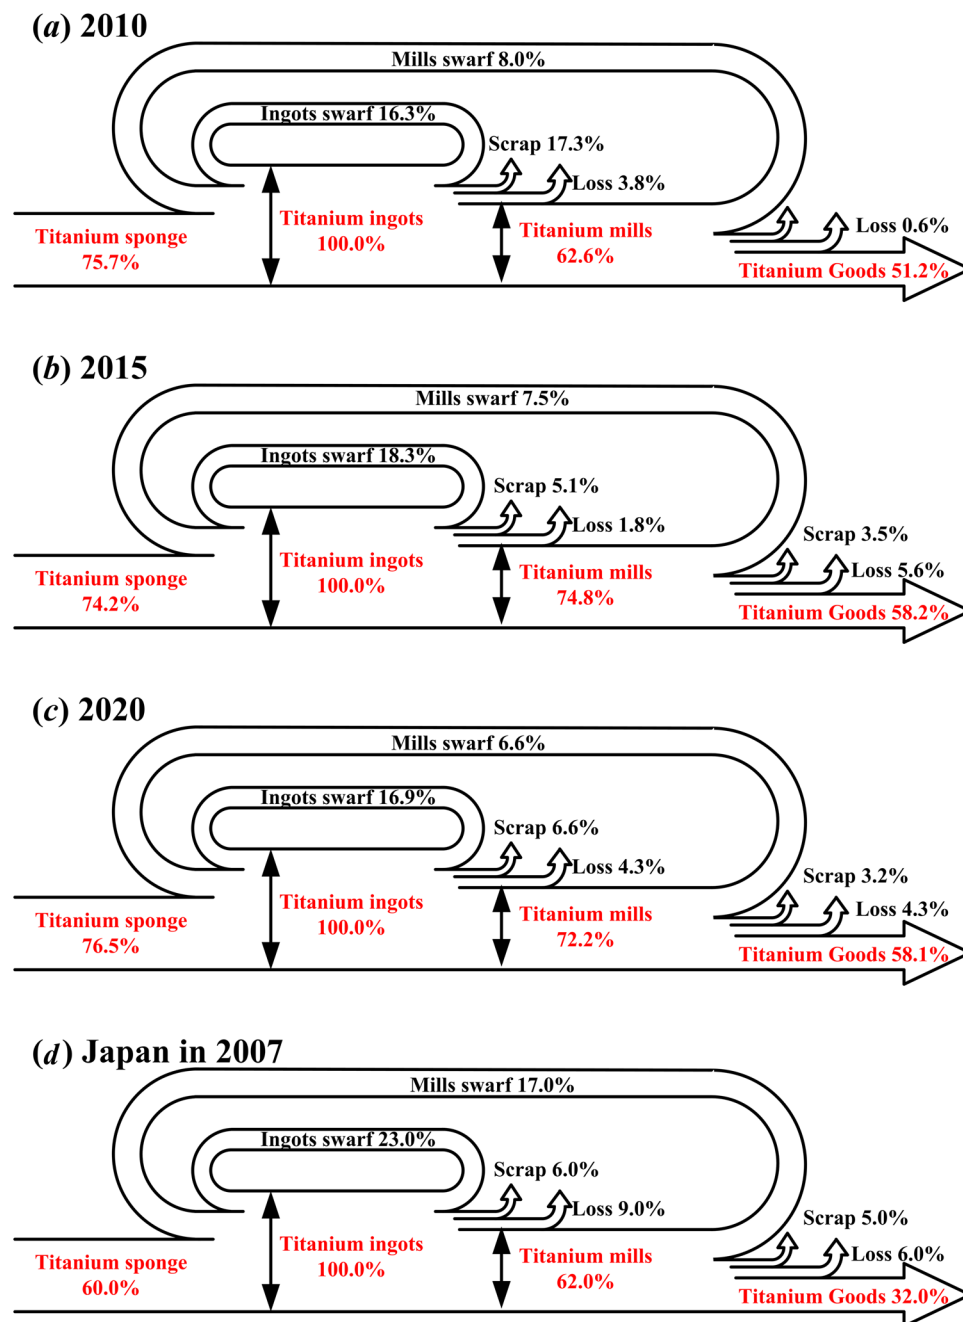 (a) 2010
Mills swarf 8.0%
Ingots swarf 16.3%
Scrap 17.3%
Loss 3.8%
Titanium sponge
75.7%
Titanium ingots
100.0%
Titanium mills
62.6%
Loss 0.6%
Titanium Goods 51.2%
(b) 2015
Mills swarf 7.5%
Ingots swarf 18.3%
Scrap 5.1%
Loss 1.8%
Titanium sponge
74.2%
Titanium ingots
100.0%
Titanium mills
74.8%
Scrap 3.5%
Loss 5.6%
Titanium Goods 58.2%
(c) 2020
Mills swarf 6.6%
Ingots swarf 16.9%
Scrap 6.6%
Loss 4.3%
Titanium sponge
76.5%
Titanium ingots
100.0%
Titanium mills
72.2%
Scrap 3.2%
Loss 4.3%
Titanium Goods 58.1%
(d) Japan in 2007
Mills swarf 17.0%
Ingots swarf 23.0%
Scrap 6.0%
Loss 9.0%
Titanium sponge
60.0%
Titanium ingots
100.0%
Titanium mills
62.0%
Scrap 5.0%
Loss 6.0%
Titanium Goods 32.0%